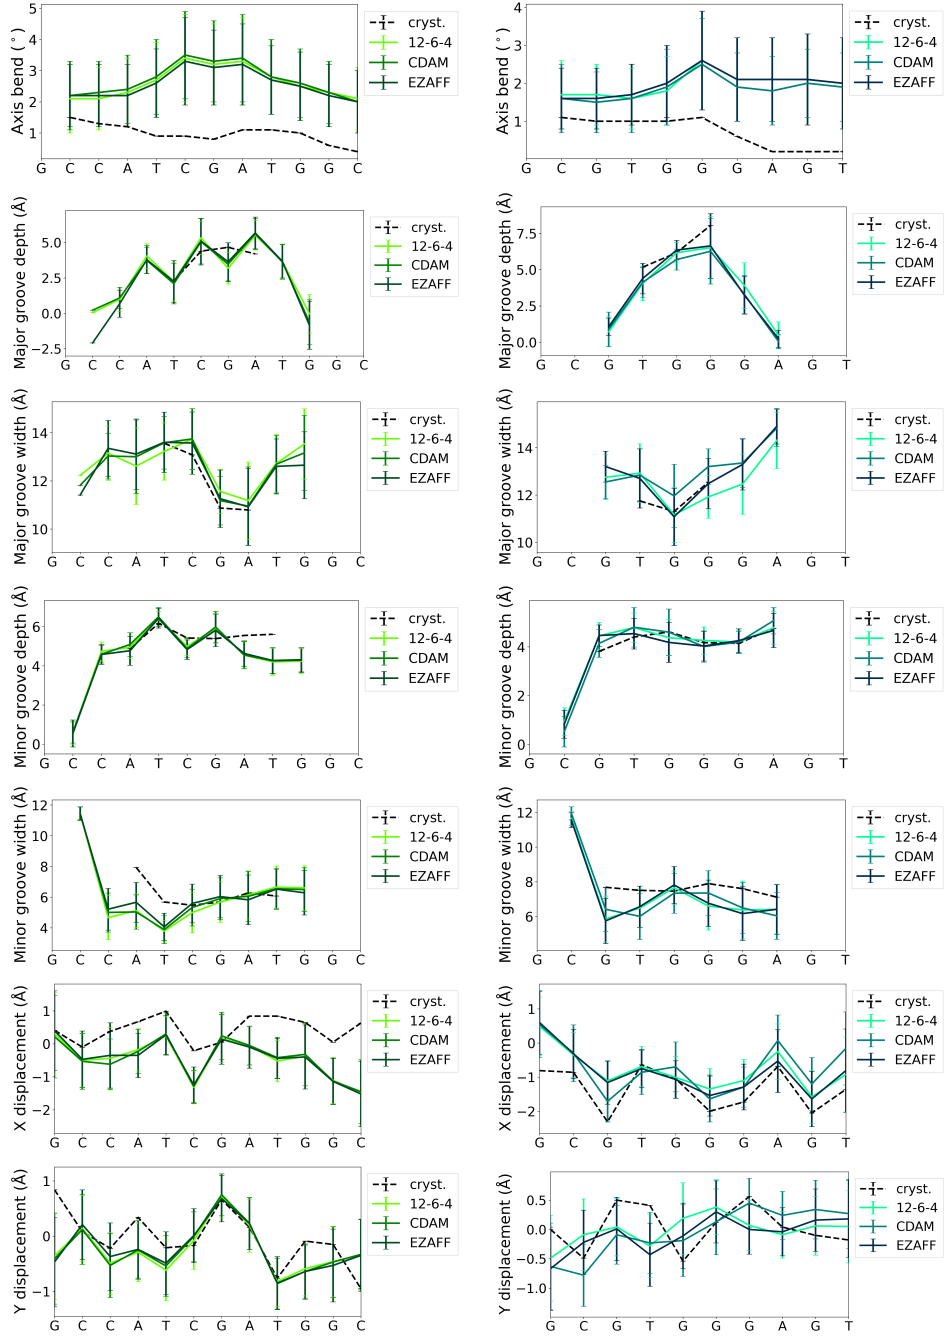 Axis bend (°)
5
4
3
2
1
G C C A T C G A T G G C
cryst.
12-6-4
CDAM
EZAFF
Axis bend (°)
4
3
2
1
G C G T G G G A G T
cryst.
12-6-4
CDAM
EZAFF
Major groove depth (Å)
5.0
2.5
0.0
−2.5
G C C A T C G A T G G C
cryst.
12-6-4
CDAM
EZAFF
Major groove depth (Å)
7.5
5.0
2.5
0.0
G C G T G G G A G T
cryst.
12-6-4
CDAM
EZAFF
Major groove width (Å)
14
12
10
G C C A T C G A T G G C
cryst.
12-6-4
CDAM
EZAFF
Major groove width (Å)
14
12
10
G C G T G G G A G T
cryst.
12-6-4
CDAM
EZAFF
Minor groove depth (Å)
6
4
2
0
G C C A T C G A T G G C
cryst.
12-6-4
CDAM
EZAFF
Minor groove depth (Å)
4
2
0
G C G T G G G A G T
cryst.
12-6-4
CDAM
EZAFF
Minor groove width (Å)
12
10
8
6
4
G C C A T C G A T G G C
cryst.
12-6-4
CDAM
EZAFF
Minor groove width (Å)
12
10
8
6
G C G T G G G A G T
cryst.
12-6-4
CDAM
EZAFF
X displacement (Å)
1
0
−1
−2
G C C A T C G A T G G C
cryst.
12-6-4
CDAM
EZAFF
X displacement (Å)
1
0
−1
−2
G C G T G G G A G T
cryst.
12-6-4
CDAM
EZAFF
Y displacement (Å)
1
0
−1
G C C A T C G A T G G C
cryst.
12-6-4
CDAM
EZAFF
Y displacement (Å)
0.5
0.0
−0.5
−1.0
G C G T G G G A G T
cryst.
12-6-4
CDAM
EZAFF